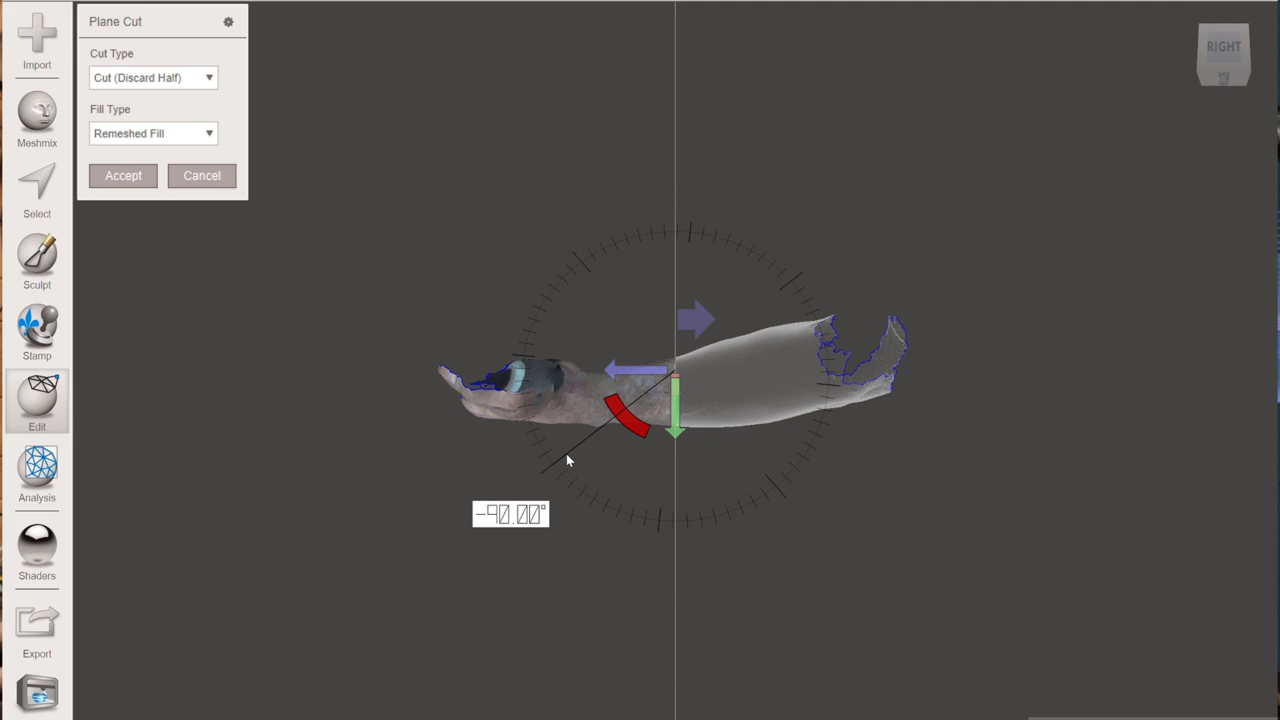 Import
Meshmix
Select
Sculpt
Stamp
Edit
Analysis
Shaders
Export
Plane Cut
Cut Type
Cut (Discard Half)
Fill Type
Remeshed Fill
Accept
Cancel
-90.00°
RIGHT